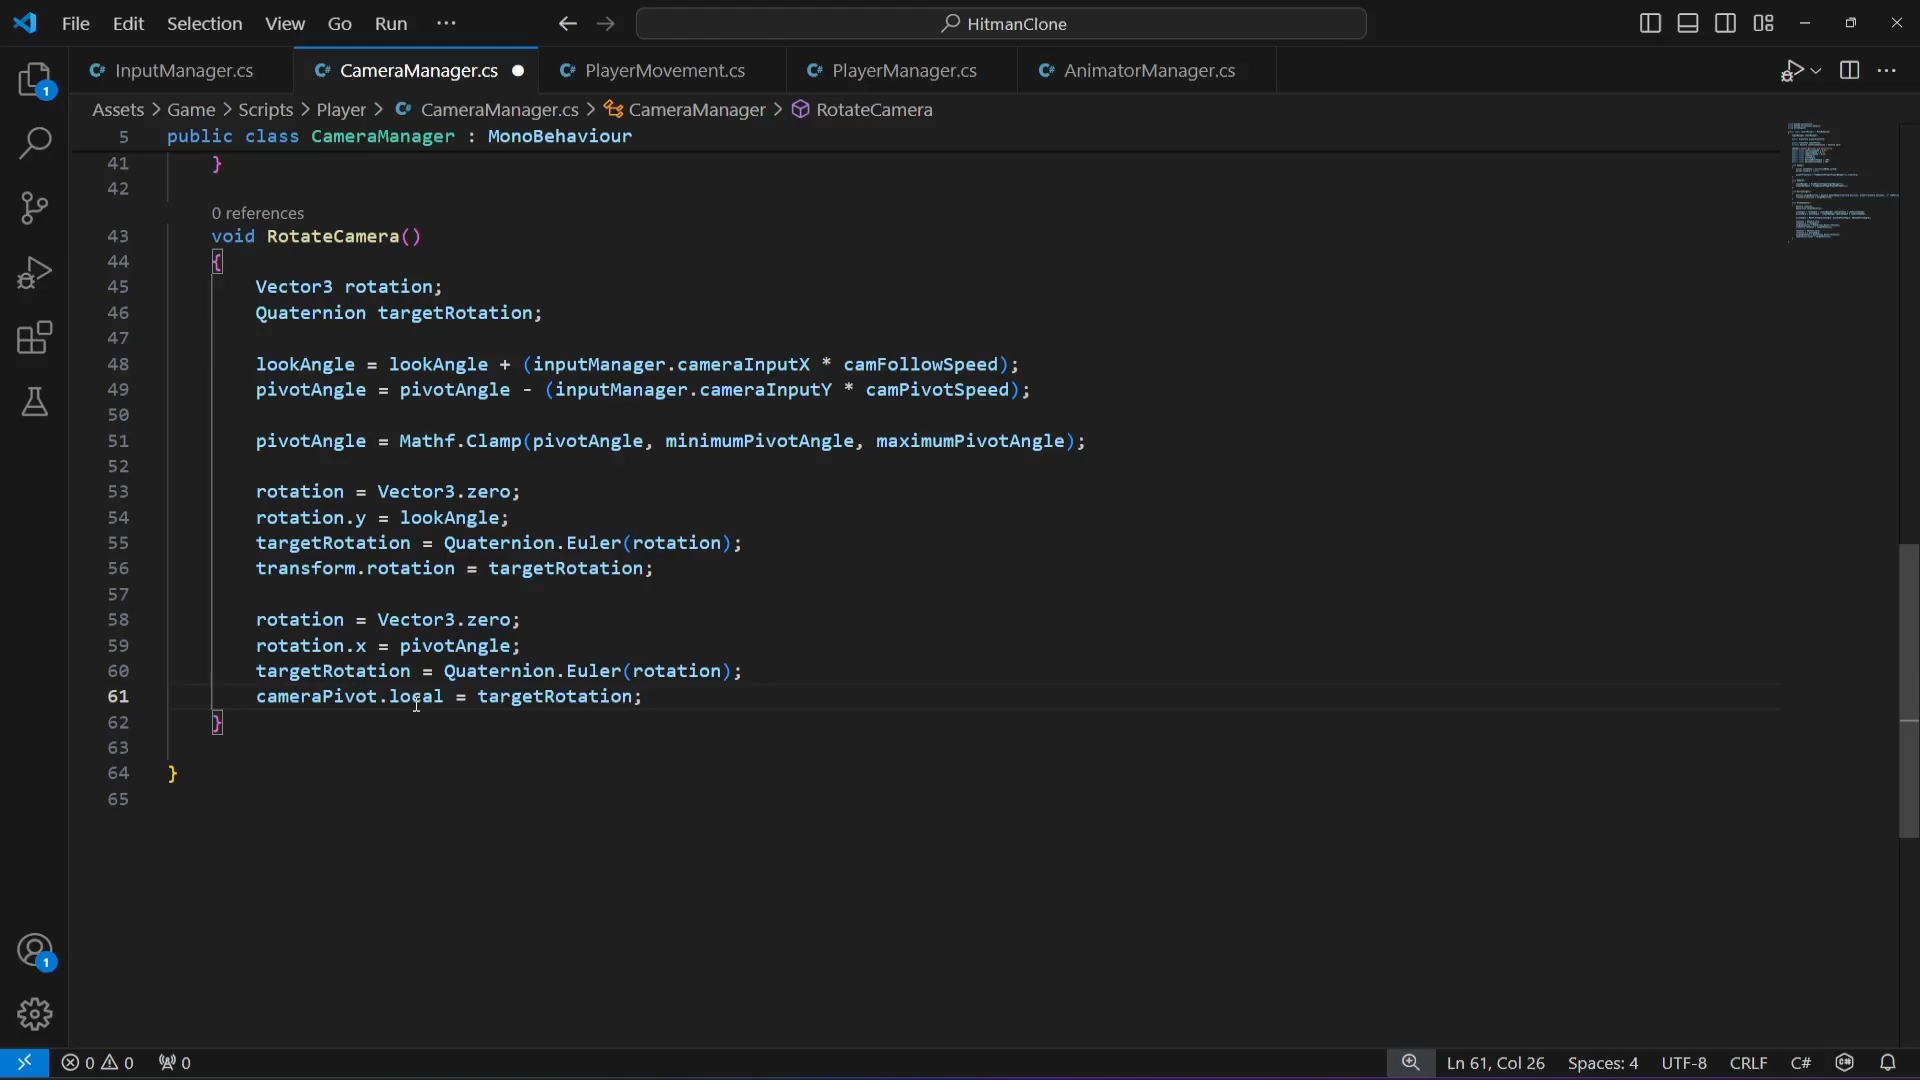 File Edit Selection View Go Run ... HitmanClone
InputManager.cs CameraManager.cs PlayerMovement.cs PlayerManager.cs AnimatorManager.cs
Assets > Game > Scripts > Player > CameraManager.cs > CameraManager > RotateCamera
5 public class CameraManager : MonoBehaviour
41 }
42
0 references
43 void RotateCamera()
44 {
45 Vector3 rotation;
46 Quaternion targetRotation;
47
48 lookAngle = lookAngle + (inputManager.cameraInputX * camFollowSpeed);
49 pivotAngle = pivotAngle - (inputManager.cameraInputY * camPivotSpeed);
50
51 pivotAngle = Mathf.Clamp(pivotAngle, minimumPivotAngle, maximumPivotAngle);
52
53 rotation = Vector3.zero;
54 rotation.y = lookAngle;
55 targetRotation = Quaternion.Euler(rotation);
56 transform.rotation = targetRotation;
57
58 rotation = Vector3.zero;
59 rotation.x = pivotAngle;
60 targetRotation = Quaternion.Euler(rotation);
61 cameraPivot.local = targetRotation;
62 }
63
64 }
65
1
1
0 0 0 Ln 61, Col 26 Spaces: 4 UTF-8 CRLF C#